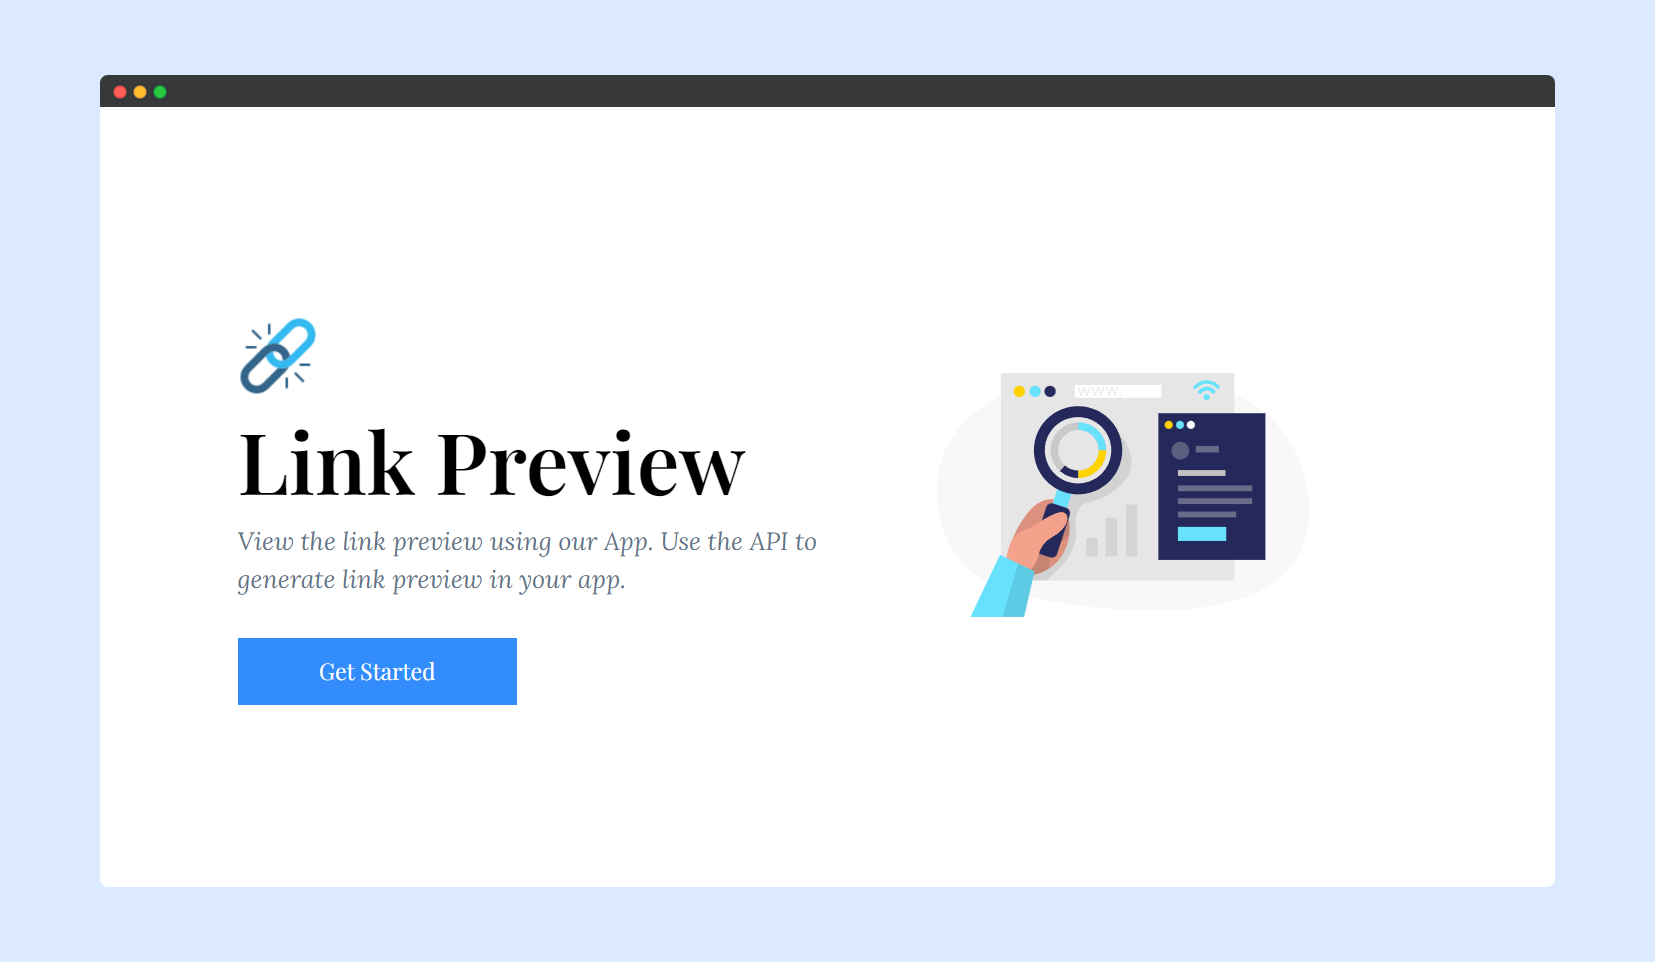 Link Preview
View the link preview using our App. Use the API to
generate link preview in your app.
Get Started
www.